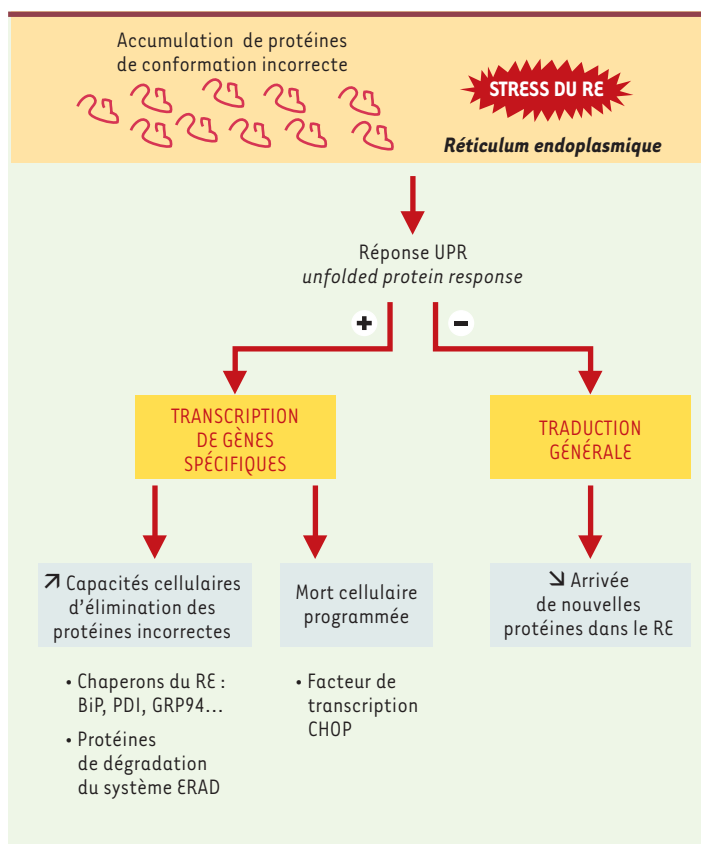 Accumulation de protéines
de conformation incorrecte
STRESS DU RE
Réticulum endoplasmique
Réponse UPR
unfolded protein response
+
-
TRANSCRIPTION
DE GÈNES
SPÉCIFIQUES
TRADUCTION
GÉNÉRALE
↗ Capacités cellulaires
d'élimination des
protéines incorrectes
Mort cellulaire
programmée
↘ Arrivée
de nouvelles
protéines dans le RE
• Chaperons du RE :
BiP, PDI, GRP94...
• Protéines
de dégradation
du système ERAD
• Facteur de
transcription
CHOP